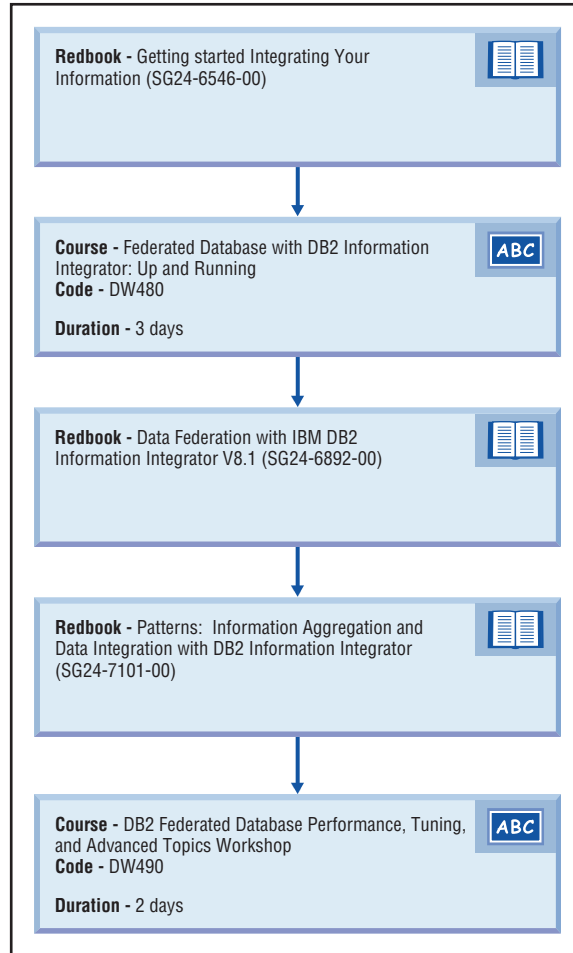 Redbook - Getting started Integrating Your
Information (SG24-6546-00)
Course - Federated Database with DB2 Information
Integrator: Up and Running
ABC
Code - DW480
Duration - 3 days
Redbook - Data Federation with IBM DB2
Information Integrator V8.1 (SG24-6892-00)
Redbook - Patterns: Information Aggregation and
Data Integration with DB2 Information Integrator
(SG24-7101-00)
Course - DB2 Federated Database Performance, Tuning,
and Advanced Topics Workshop
ABC
Code - DW490
Duration - 2 days